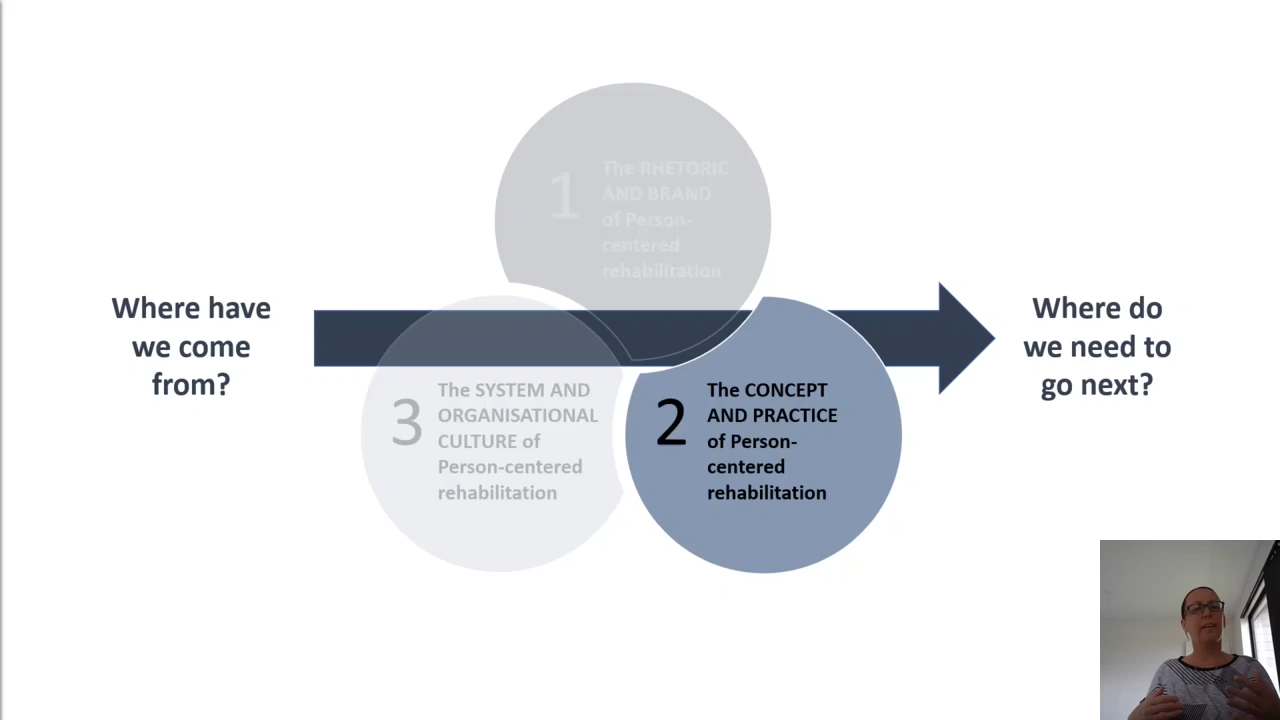 1
The RHETORIC
AND BRAND
of Person-
centered
rehabilitation
Where have
we come
from?
Where do
we need to
go next?
3
The SYSTEM AND
ORGANISATIONAL
CULTURE of
Person-centered
rehabilitation
2
The CONCEPT
AND PRACTICE
of Person-
centered
rehabilitation